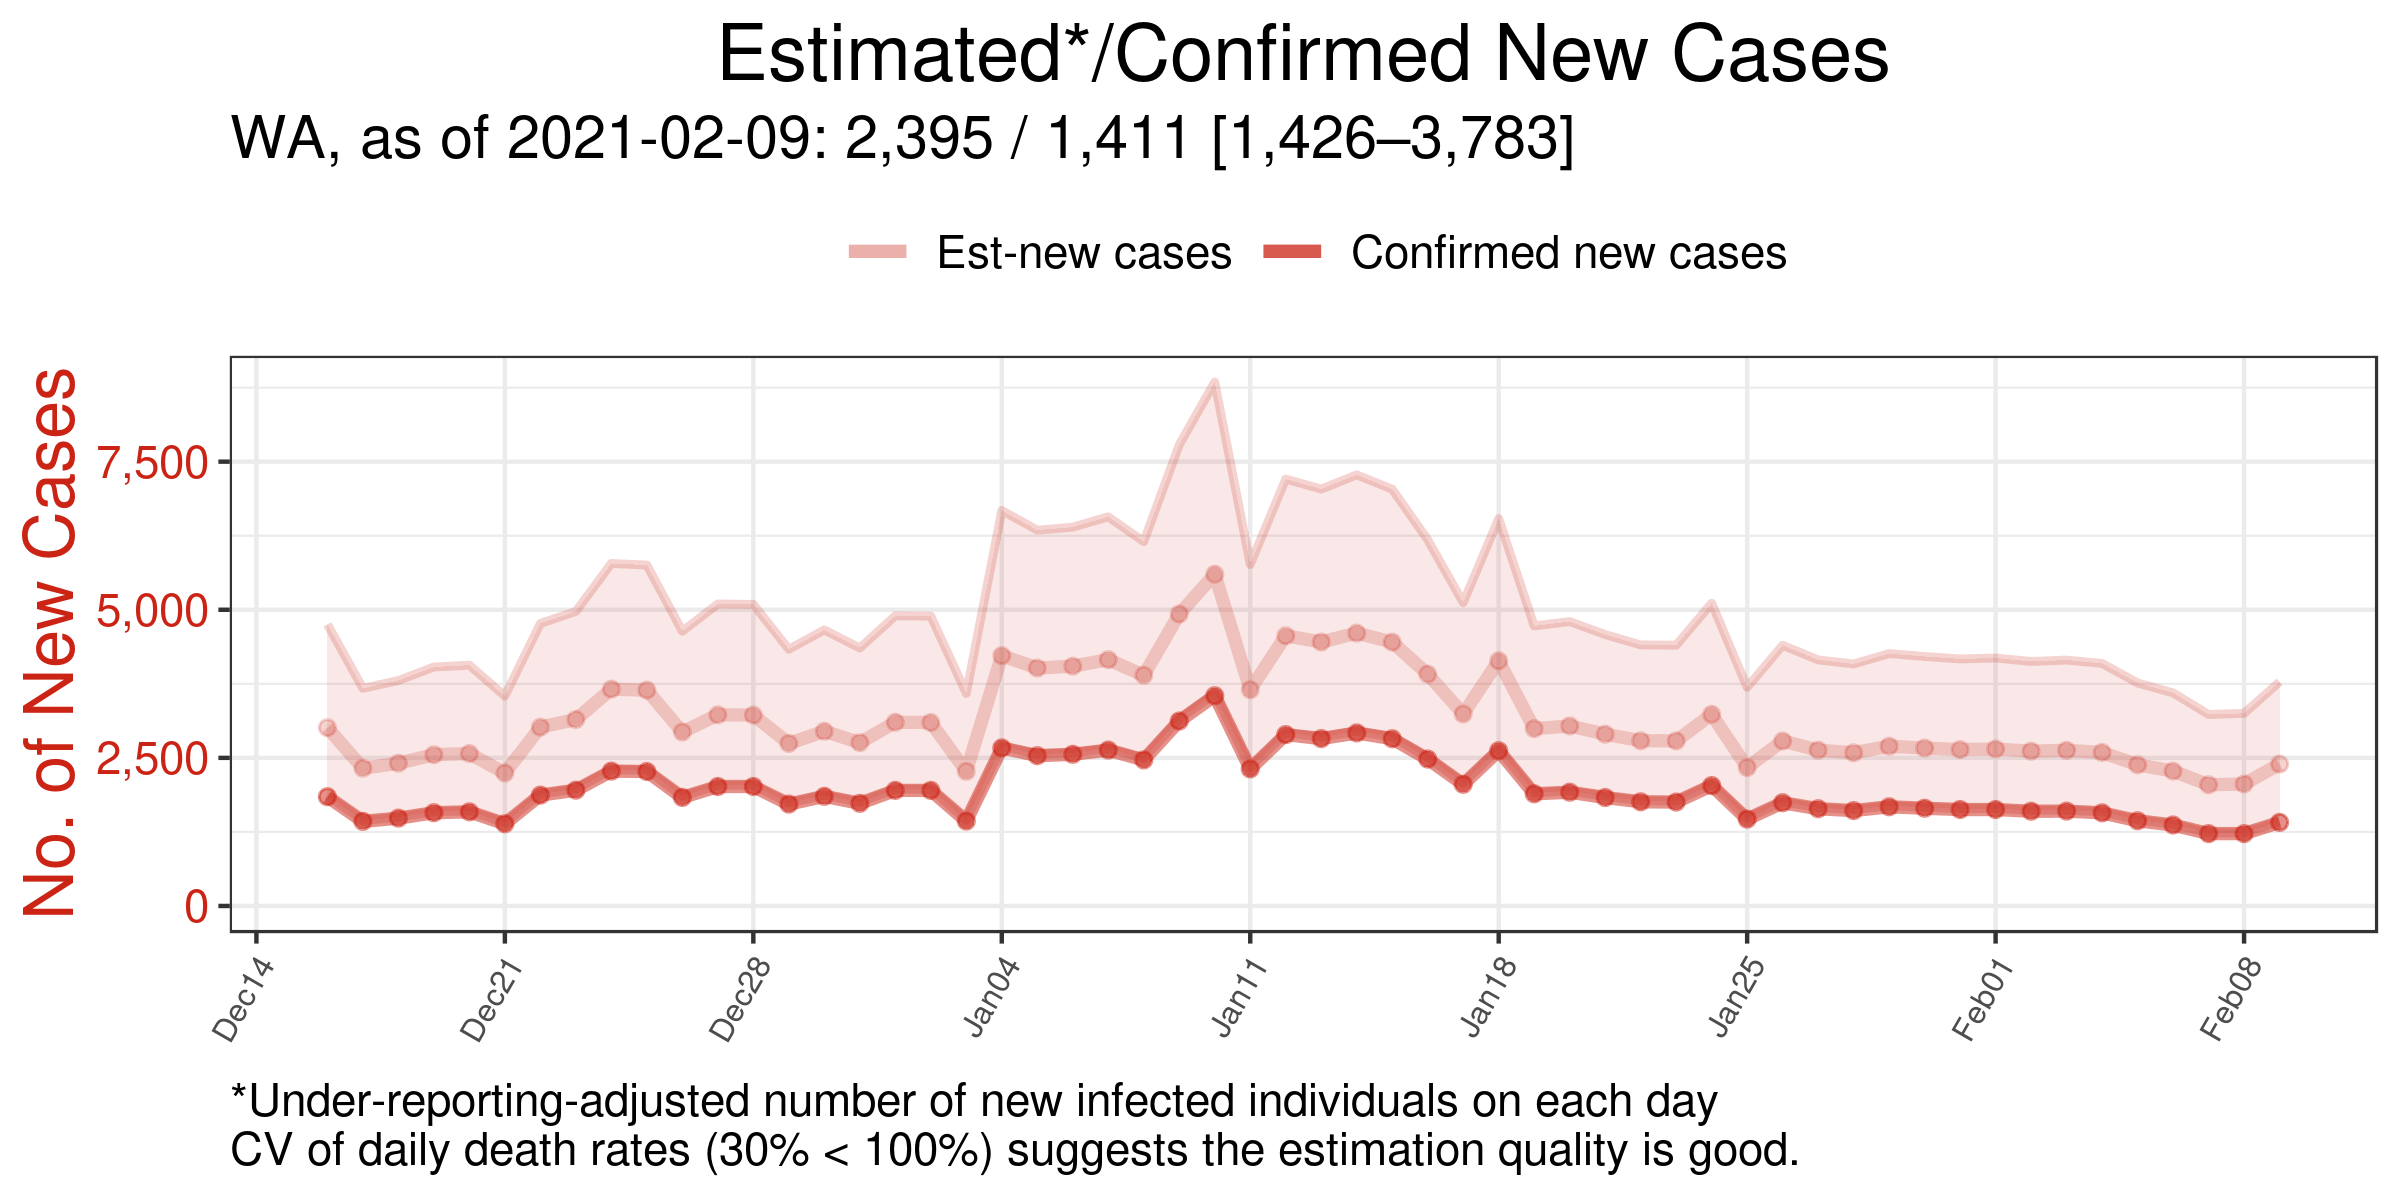 Estimated*/Confirmed New Cases
WA, as of 2021-02-09: 2,395 / 1,411 [1,426–3,783]
Est-new cases
Confirmed new cases
No. of New Cases
7,500
5,000
2,500
0
Dec14
Dec21
Dec28
Jan04
Jan11
Jan18
Jan25
Feb01
Feb08
*Under-reporting-adjusted number of new infected individuals on each day
CV of daily death rates (30% < 100%) suggests the estimation quality is good.